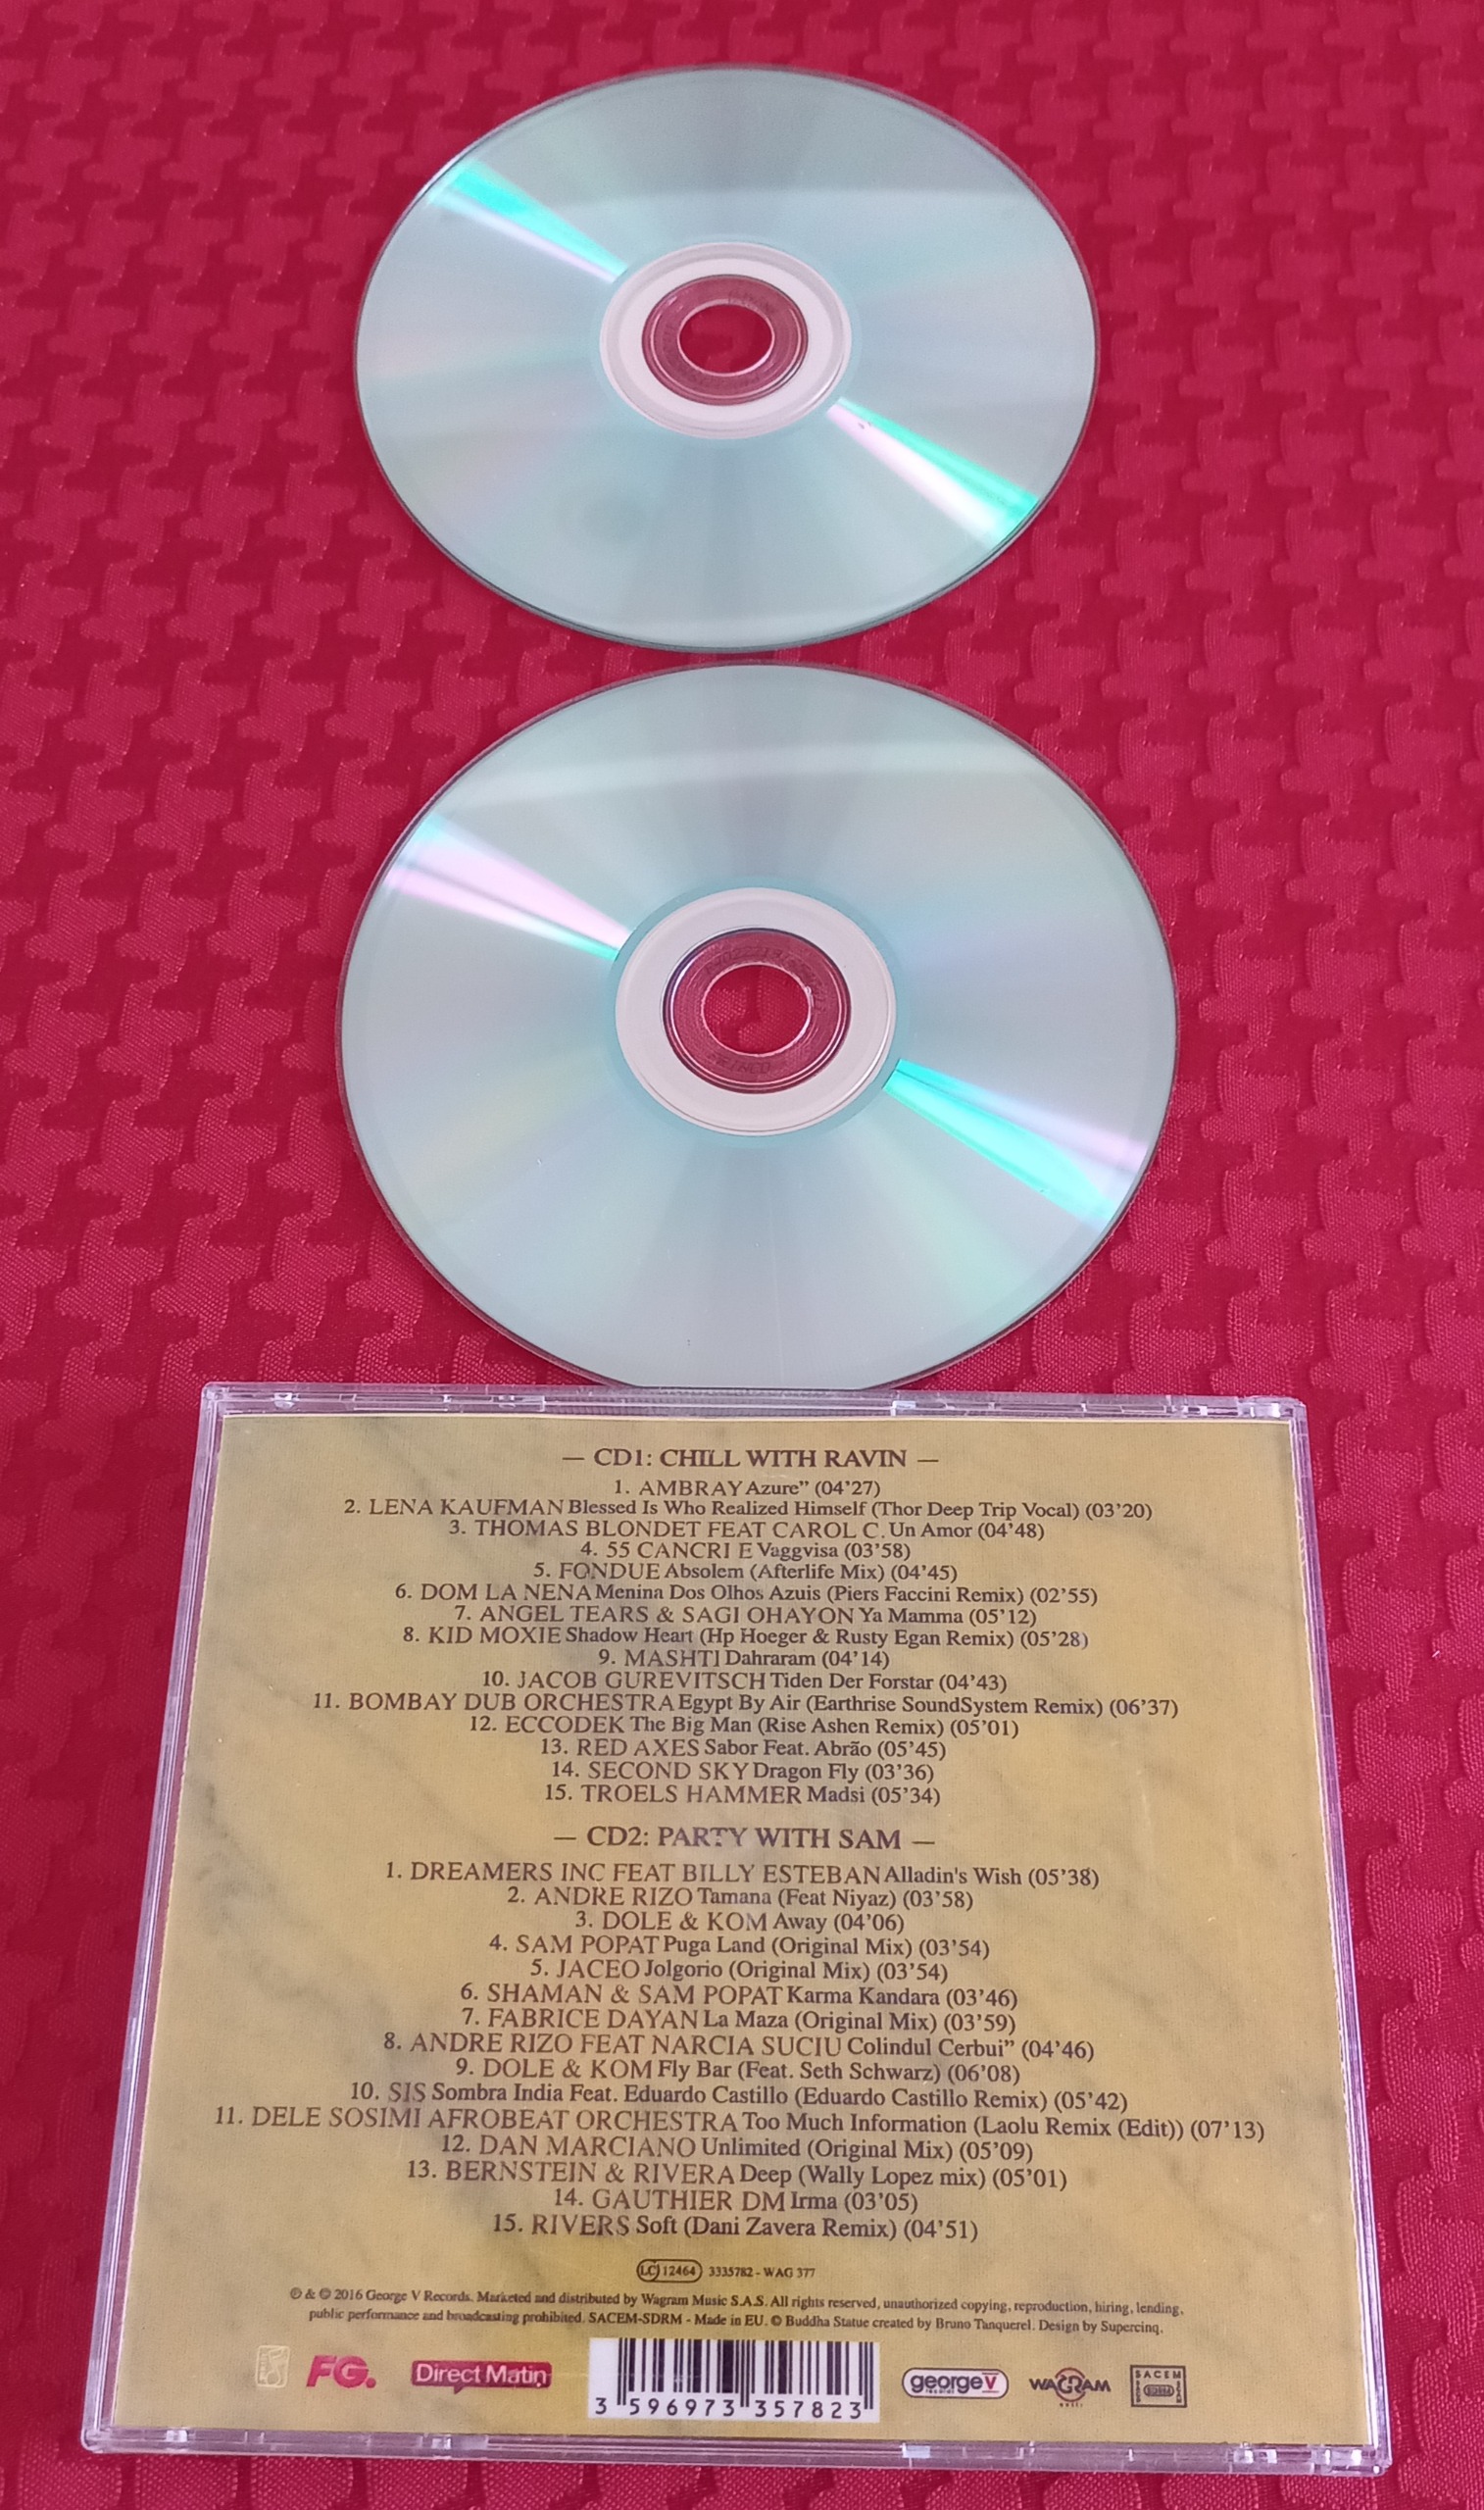 — CD1: CHILL WITH RAVIN —
1. AMBRAY Azure” (04’27)
2. LENA KAUFMAN Blessed Is Who Realized Himself (Thor Deep Trip Vocal) (03’20)
3. THOMAS BLONDET FEAT CAROL C. Un Amor (04’48)
4. 55 CANCRI E Vaggvisa (03’58)
5. FONDUE Absolem (Afterlife Mix) (04’45)
6. DOM LA NENA Menina Dos Olhos Azuis (Piers Faccini Remix) (02’55)
7. ANGEL TEARS & SAGI OHAYON Ya Mamma (05’12)
8. KID MOXIE Shadow Heart (Hp Hoeger & Rusty Egan Remix) (05’28)
9. MASHTI Dahraram (04’14)
10. JACOB GUREVITSCH Tiden Der Forstar (04’43)
11. BOMBAY DUB ORCHESTRA Egypt By Air (Earthrise SoundSystem Remix) (06’37)
12. ECCODEK The Big Man (Rise Ashen Remix) (05’01)
13. RED AXES Sabor Feat. Abrão (05’45)
14. SECOND SKY Dragon Fly (03’36)
15. TROELS HAMMER Madsi (05’34)
— CD2: PARTY WITH SAM —
1. DREAMERS INC FEAT BILLY ESTEBAN Alladin's Wish (05’38)
2. ANDRE RIZO Tamana (Feat Niyaz) (03’58)
3. DOLE & KOM Away (04’06)
4. SAM POPAT Puga Land (Original Mix) (03’54)
5. JACEO Jolgorio (Original Mix) (03’54)
6. SHAMAN & SAM POPAT Karma Kandara (03’46)
7. FABRICE DAYAN La Maza (Original Mix) (03’59)
8. ANDRE RIZO FEAT NARCIA SUCIU Colindul Cerbui” (04’46)
9. DOLE & KOM Fly Bar (Feat. Seth Schwarz) (06’08)
10. SIS Sombra India Feat. Eduardo Castillo (Eduardo Castillo Remix) (05’42)
11. DELE SOSIMI AFROBEAT ORCHESTRA Too Much Information (Laolu Remix (Edit)) (07’13)
12. DAN MARCIANO Unlimited (Original Mix) (05’09)
13. BERNSTEIN & RIVERA Deep (Wally Lopez mix) (05’01)
14. GAUTHIER DM Irma (03’05)
15. RIVERS Soft (Dani Zavera Remix) (04’51)
LC 12464 3335782 - WAG 377
℗ & © 2016 George V Records. Marketed and distributed by Wagram Music S.A.S. All rights reserved, unauthorized copying, reproduction, hiring, lending,
public performance and broadcasting prohibited. SACEM-SDRM - Made in EU. © Buddha Statue created by Bruno Tanquerel. Design by Supercinq.
FG. Direct Matin georgeV records WAGRAM music SACEM
3 596973 357823